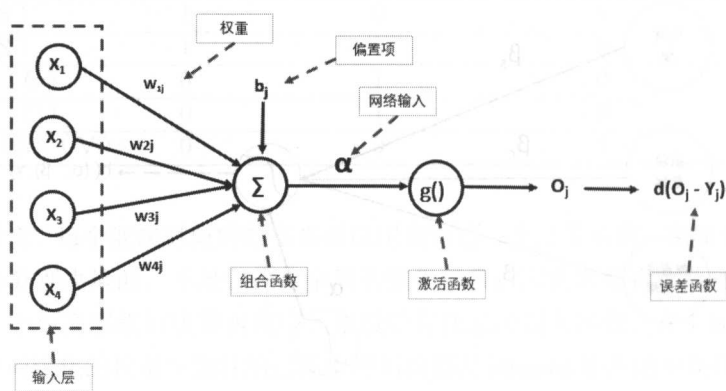 权重
偏置项
网络输入
X1
W1j
bj
X2
W2j
α
Σ
g()
Oj
d(Oj - Yj)
X3
W3j
W4j
X4
组合函数
激活函数
误差函数
输入层